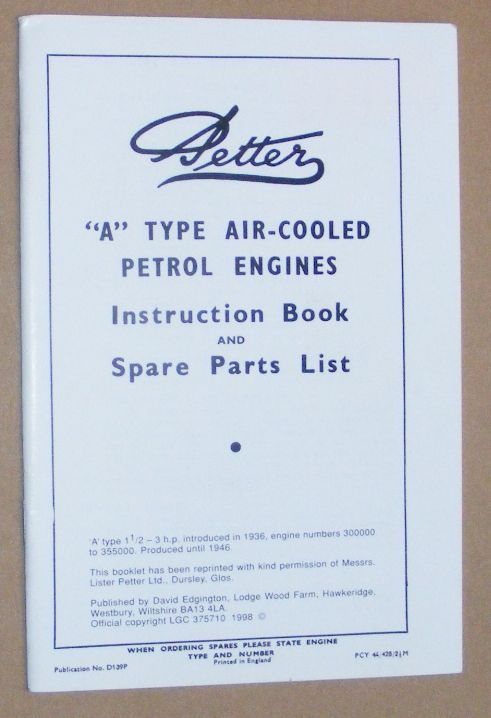 Petter
“A” TYPE AIR-COOLED
PETROL ENGINES
Instruction Book
AND
Spare Parts List
'A' type 1 1/2 – 3 h.p. introduced in 1936, engine numbers 300000
to 355000. Produced until 1946.
This booklet has been reprinted with kind permission of Messrs.
Lister Petter Ltd., Dursley, Glos.
Published by David Edgington, Lodge Wood Farm, Hawkeridge,
Westbury, Wiltshire BA13 4LA.
Official copyright LGC 375710 1998 ©
WHEN ORDERING SPARES PLEASE STATE ENGINE
TYPE AND NUMBER
Publication No. D139P
Printed in England
PCY